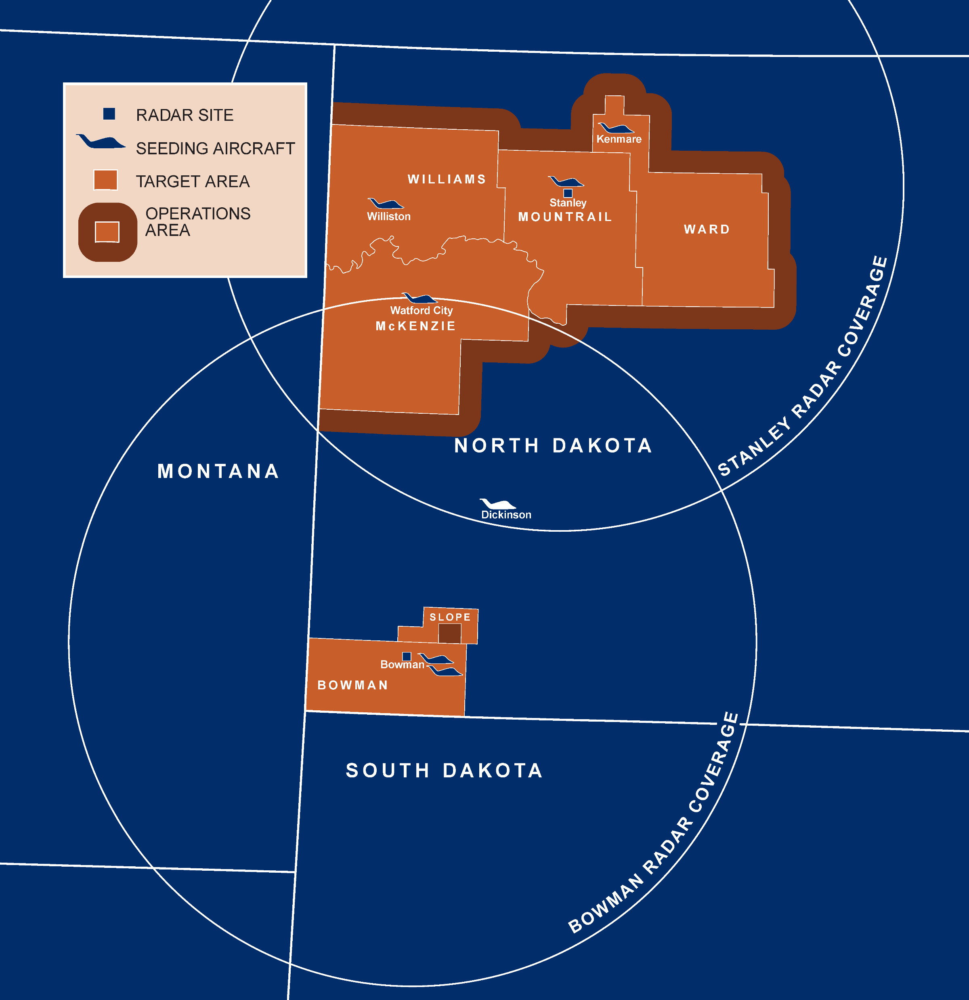 RADAR SITE
SEEDING AIRCRAFT
TARGET AREA
OPERATIONS
AREA
Kenmare
WILLIAMS
Stanley
MOUNTRAIL
Williston
WARD
Watford City
McKENZIE
STANLEY RADAR COVERAGE
NORTH DAKOTA
MONTANA
Dickinson
SLOPE
Bowman
BOWMAN
SOUTH DAKOTA
BOWMAN RADAR COVERAGE